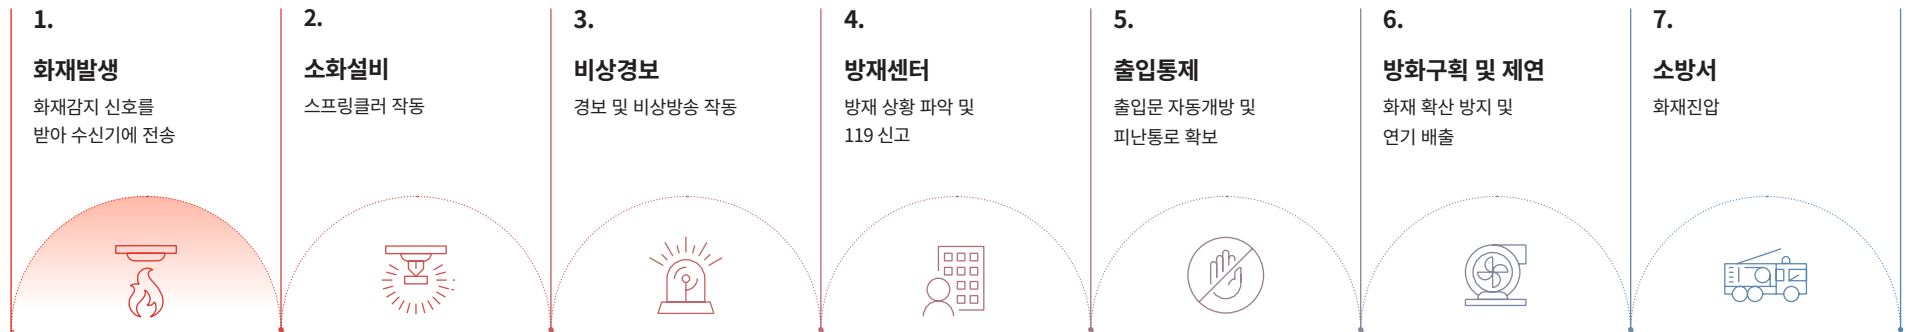 1.
화재발생
화재감지 신호를
받아 수신기에 전송
2.
소화설비
스프링클러 작동
3.
비상경보
경보 및 비상방송 작동
4.
방재센터
방재 상황 파악 및
119 신고
5.
출입통제
출입문 자동개방 및
피난통로 확보
6.
방화구획 및 제연
화재 확산 방지 및
연기 배출
7.
소방서
화재진압